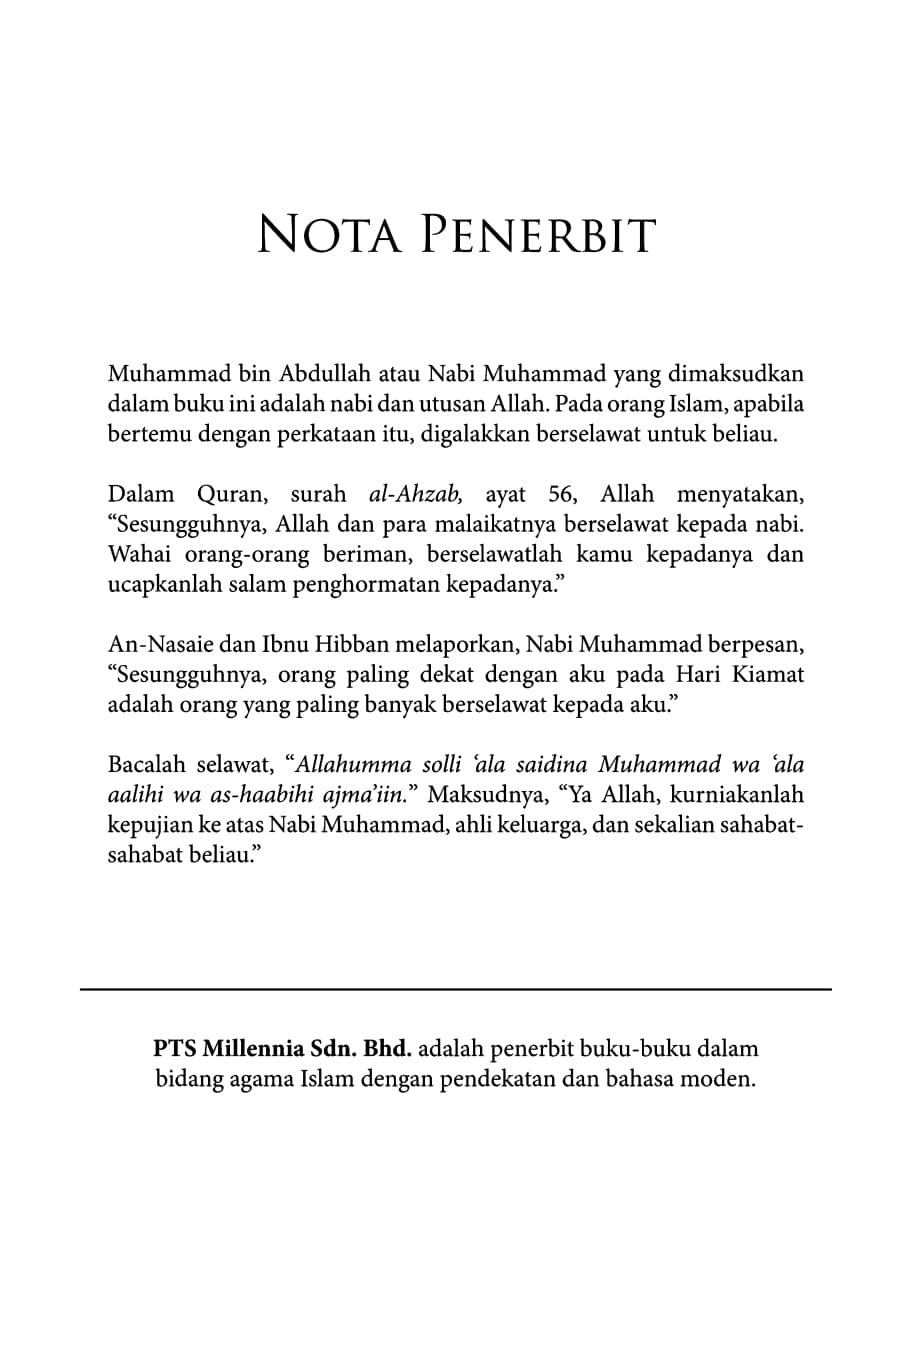 NOTA PENERBIT
Muhammad bin Abdullah atau Nabi Muhammad yang dimaksudkan
dalam buku ini adalah nabi dan utusan Allah. Pada orang Islam, apabila
bertemu dengan perkataan itu, digalakkan berselawat untuk beliau.
Dalam Quran, surah al-Ahzab, ayat 56, Allah menyatakan,
“Sesungguhnya, Allah dan para malaikatnya berselawat kepada nabi.
Wahai orang-orang beriman, berselawatlah kamu kepadanya dan
ucapkanlah salam penghormatan kepadanya.”
An-Nasaie dan Ibnu Hibban melaporkan, Nabi Muhammad berpesan,
“Sesungguhnya, orang paling dekat dengan aku pada Hari Kiamat
adalah orang yang paling banyak berselawat kepada aku.”
Bacalah selawat, “Allahumma solli ‘ala saidina Muhammad wa ‘ala
aalihi wa as-haabihi ajma’iin.” Maksudnya, “Ya Allah, kurniakanlah
kepujian ke atas Nabi Muhammad, ahli keluarga, dan sekalian sahabat-
sahabat beliau.”
PTS Millennia Sdn. Bhd. adalah penerbit buku-buku dalam
bidang agama Islam dengan pendekatan dan bahasa moden.